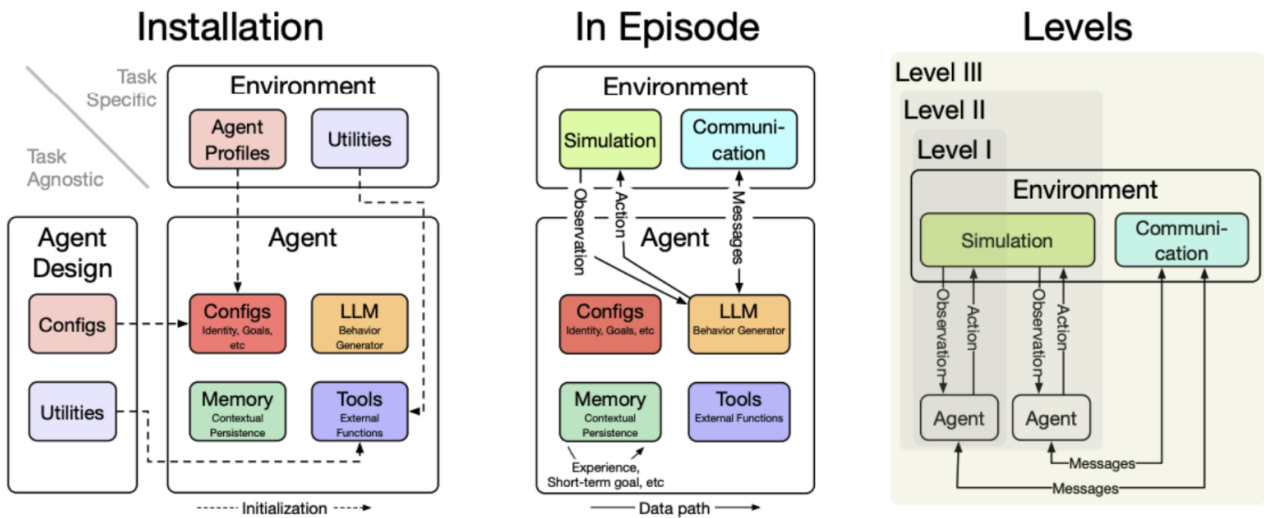 Installation
Task
Specific
Task
Agnostic
Environment
Agent
Profiles
Utilities
Agent
Design
Configs
Utilities
Agent
Configs
Identity, Goals,
etc
LLM
Behavior
Generator
Memory
Contextual
Persistence
Tools
External
Functions
Initialization
In Episode
Environment
Simulation
Communi-
cation
Observation
Action
Messages
Agent
Configs
Identity, Goals, etc
LLM
Behavior Generator
Memory
Contextual
Persistence
Tools
External Functions
Experience,
Short-term goal, etc
Data path
Levels
Level III
Level II
Level I
Environment
Simulation
Communi-
cation
Observation
Action
Observation
Action
Agent
Agent
Messages
Messages